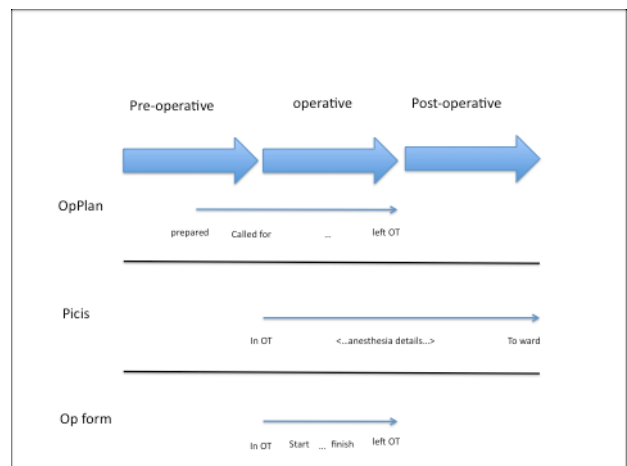 Pre-operative operative Post-operative
OpPlan
prepared Called for ... left OT
Picis
In OT <...anesthesia details...> To ward
Op form
In OT Start ... finish left OT